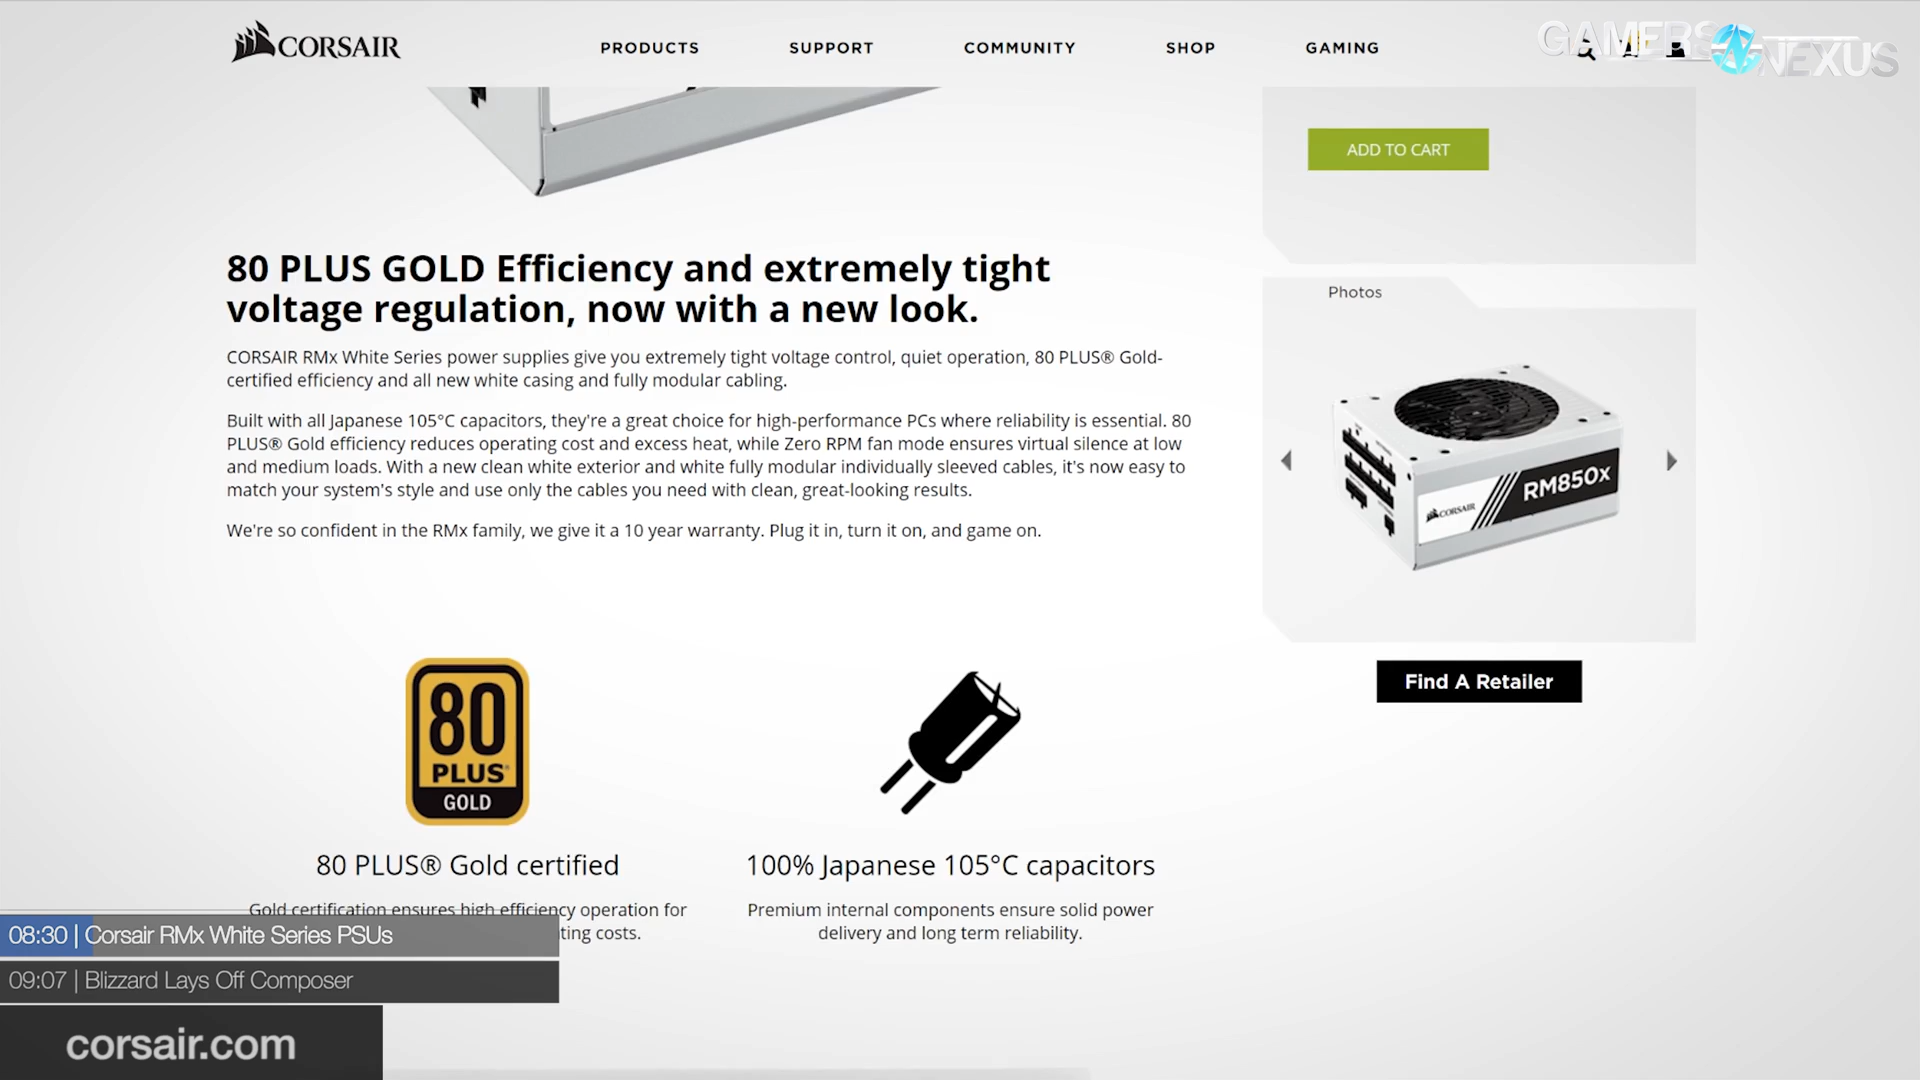 CORSAIR
PRODUCTS
SUPPORT
COMMUNITY
SHOP
GAMING
GAMERS NEXUS
ADD TO CART
80 PLUS GOLD Efficiency and extremely tight
voltage regulation, now with a new look.
CORSAIR RMx White Series power supplies give you extremely tight voltage control, quiet operation, 80 PLUS® Gold-
certified efficiency and all new white casing and fully modular cabling.
Built with all Japanese 105°C capacitors, they're a great choice for high-performance PCs where reliability is essential. 80
PLUS® Gold efficiency reduces operating cost and excess heat, while Zero RPM fan mode ensures virtual silence at low
and medium loads. With a new clean white exterior and white fully modular individually sleeved cables, it's now easy to
match your system's style and use only the cables you need with clean, great-looking results.
We're so confident in the RMx family, we give it a 10 year warranty. Plug it in, turn it on, and game on.
Photos
CORSAIR
RM850x
Find A Retailer
80
PLUS®
GOLD
80 PLUS® Gold certified
Gold certification ensures high efficiency operation for
ting costs.
100% Japanese 105°C capacitors
Premium internal components ensure solid power
delivery and long term reliability.
08:30 | Corsair RMx White Series PSUs
09:07 | Blizzard Lays Off Composer
corsair.com